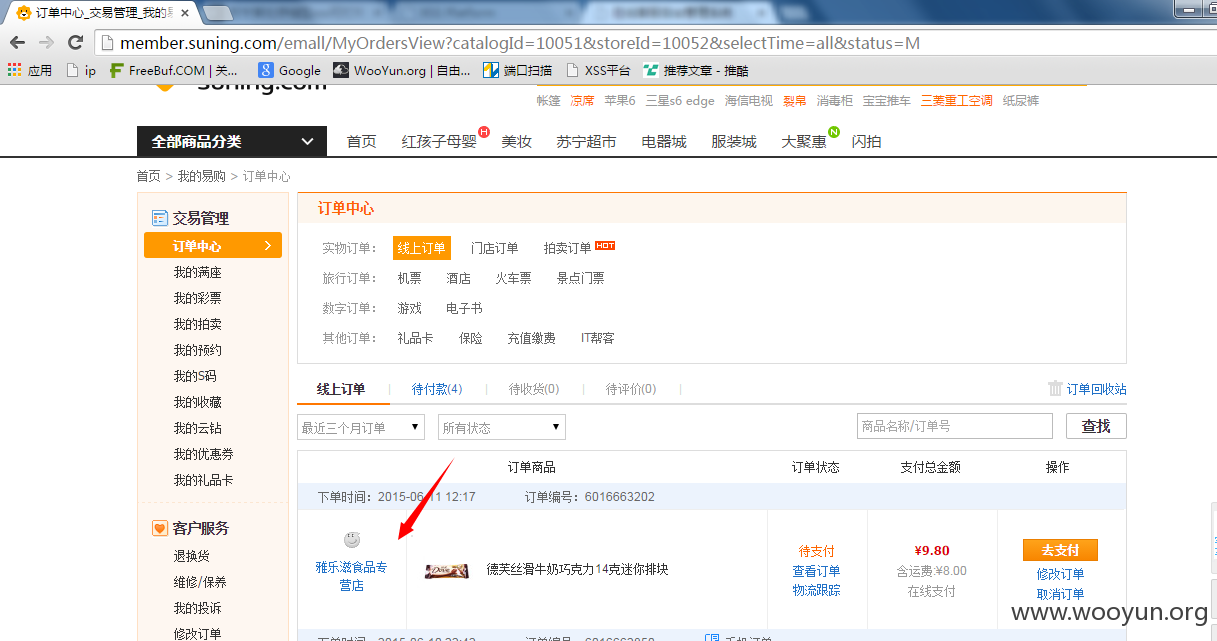 订单中心_交易管理_我的易
member.suning.com/emall/MyOrdersView?catalogId=10051&storeId=10052&selectTime=all&status=M
应用 ip FreeBuf.COM | 关... Google WooYun.org | 自由... 端口扫描 XSS平台 推荐文章 - 推酷
suning.com
帐篷 凉席 苹果6 三星s6 edge 海信电视 裂帛 消毒柜 宝宝推车 三菱重工空调 纸尿裤
全部商品分类 首页 红孩子母婴 H 美妆 苏宁超市 电器城 服装城 大聚惠 N 闪拍
首页 > 我的易购 > 订单中心
交易管理
订单中心
我的满座
我的彩票
我的拍卖
我的预约
我的S码
我的收藏
我的云钻
我的优惠券
我的礼品卡
客户服务
退换货
维修/保养
我的投诉
修改订单
订单中心
实物订单： 线上订单 门店订单 拍卖订单 HOT
旅行订单： 机票 酒店 火车票 景点门票
数字订单： 游戏 电子书
其他订单： 礼品卡 保险 充值缴费 IT帮客
线上订单 待付款(4) 待收货(0) 待评价(0) 订单回收站
最近三个月订单 所有状态 商品名称/订单号 查找
订单商品 订单状态 支付总金额 操作
下单时间：2015-06-11 12:17 订单编号：6016663202
雅乐滋食品专
营店
德芙丝滑牛奶巧克力14克迷你排块
待支付
查看订单
物流跟踪
¥9.80
含运费:¥8.00
在线支付
去支付
修改订单
取消订单
www.wooyun.org